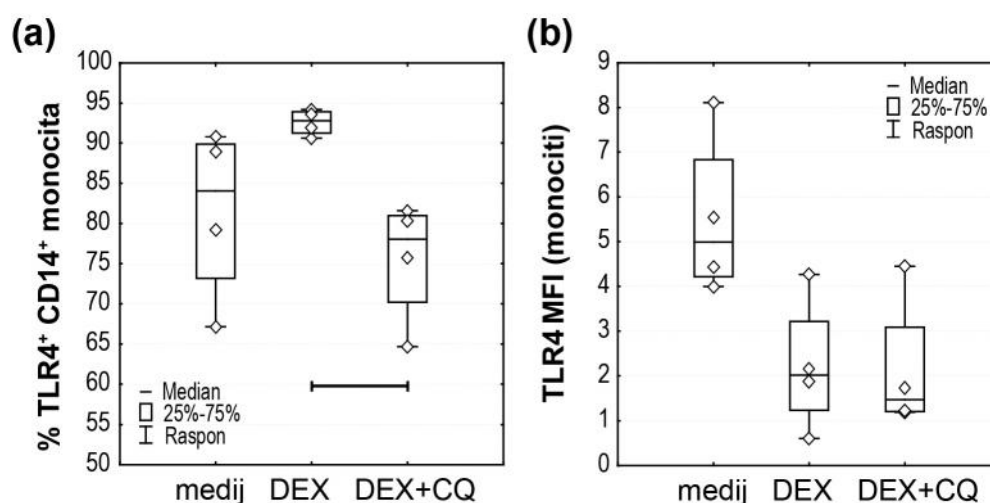 (a)
% TLR4⁺ CD14⁺ monocita
100
95
90
85
80
75
70
65
60
55
50
– Median
25%-75%
Raspon
medij DEX DEX+CQ
(b)
TLR4 MFI (monociti)
9
8
7
6
5
4
3
2
1
0
– Median
25%-75%
Raspon
medij DEX DEX+CQ